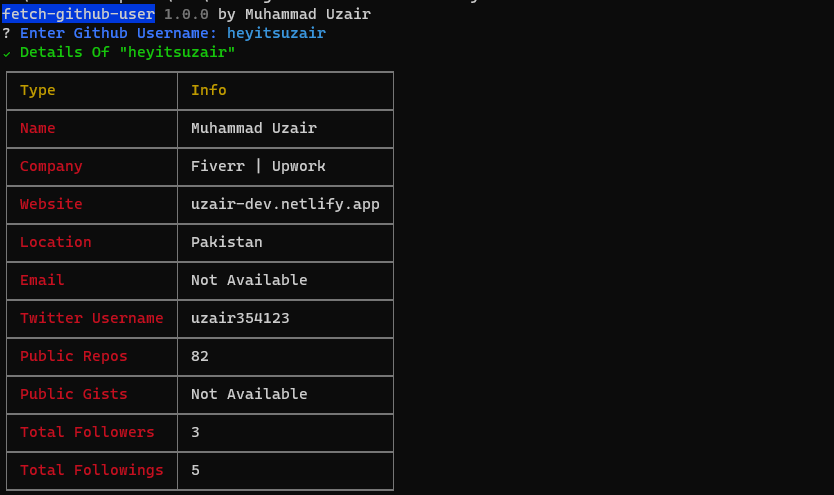 fetch-github-user 1.0.0 by Muhammad Uzair
? Enter Github Username: heyitsuzair
✓ Details Of "heyitsuzair"
Type Info
Name Muhammad Uzair
Company Fiverr | Upwork
Website uzair-dev.netlify.app
Location Pakistan
Email Not Available
Twitter Username uzair354123
Public Repos 82
Public Gists Not Available
Total Followers 3
Total Followings 5